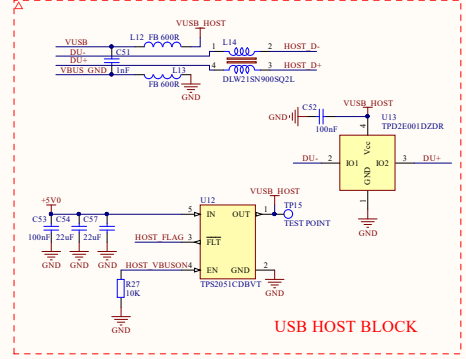 VUSB_HOST
L12 FB 600R
L14
VUSB
DU-
C51
1
2
HOST_D-
DU+
4
3
HOST_D+
VBUS_GND
1nF
L13
FB 600R
DLW21SN900SQ2L
GND
VUSB_HOST
C52
GND
100nF
U13
TPD2E001DZDR
4
Vcc
DU-
2
IO1
IO2
3
DU+
GND
1
GND
VUSB_HOST
+5V0
U12
TP15
TEST POINT
5
IN
OUT
1
C53
C54
C57
100nF
22uF
22uF
GND
GND
GND
HOST_FLAG
3
FLT
HOST_VBUSON
4
EN
GND
2
TPS2051CDBVT
R27
10K
GND
GND
USB HOST BLOCK